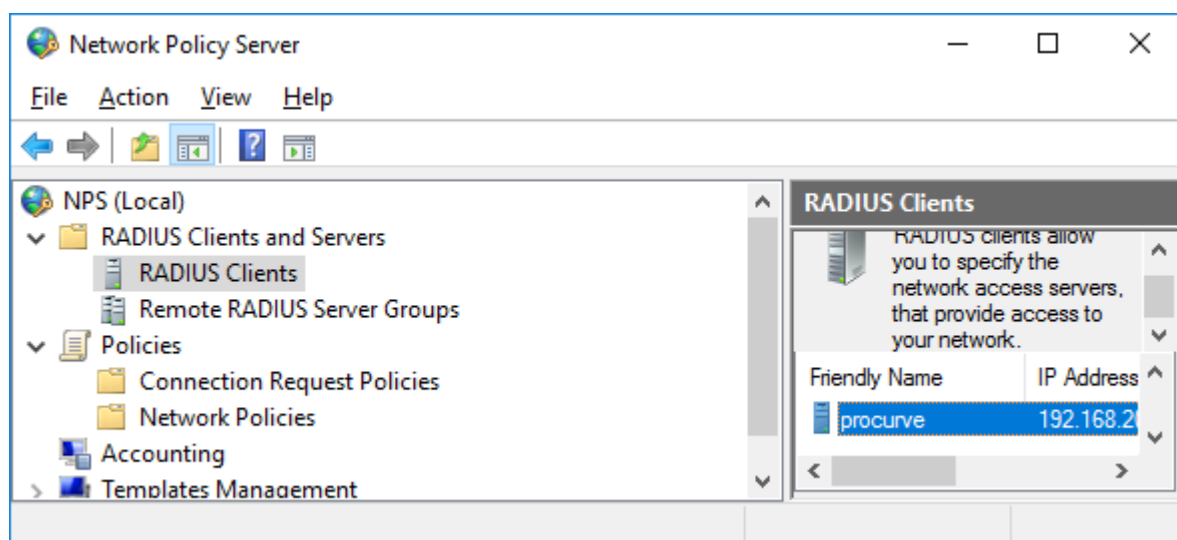 Network Policy Server
File Action View Help
NPS (Local)
RADIUS Clients and Servers
RADIUS Clients
Remote RADIUS Server Groups
Policies
Connection Request Policies
Network Policies
Accounting
Templates Management
RADIUS Clients
RADIUS clients allow
you to specify the
network access servers,
that provide access to
your network.
Friendly Name IP Address
procurve 192.168.20